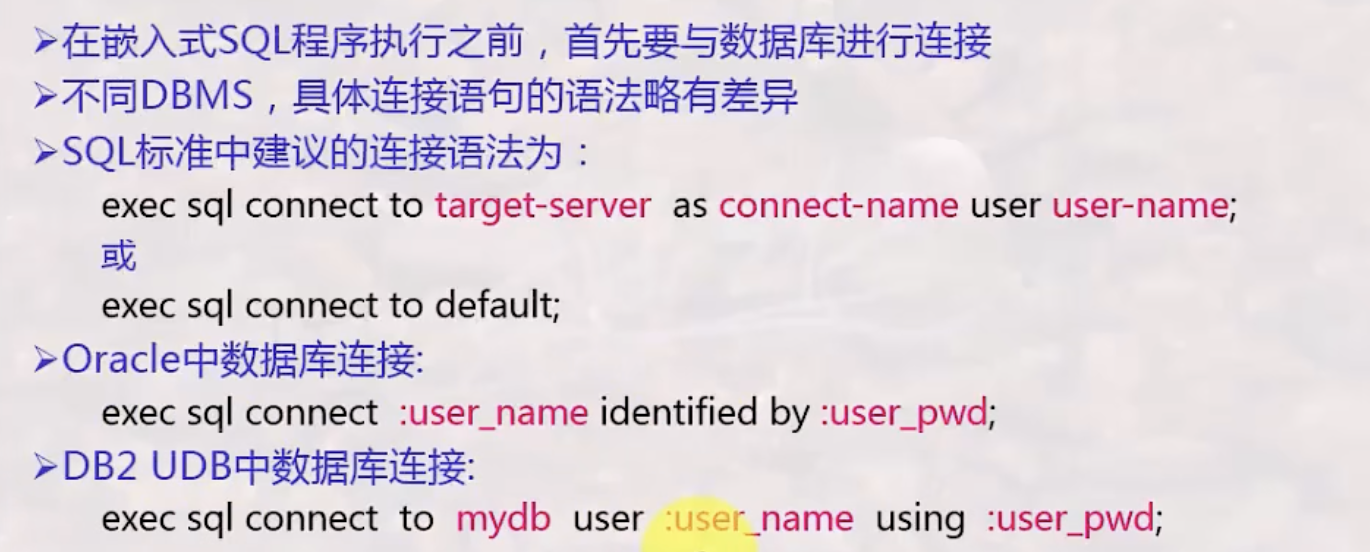 ➢在嵌入式SQL程序执行之前，首先要与数据库进行连接
➢不同DBMS，具体连接语句的语法略有差异
➢SQL标准中建议的连接语法为：
exec sql connect to target-server as connect-name user user-name;
或
exec sql connect to default;
➢Oracle中数据库连接:
exec sql connect :user_name identified by :user_pwd;
➢DB2 UDB中数据库连接:
exec sql connect to mydb user :user_name using :user_pwd;